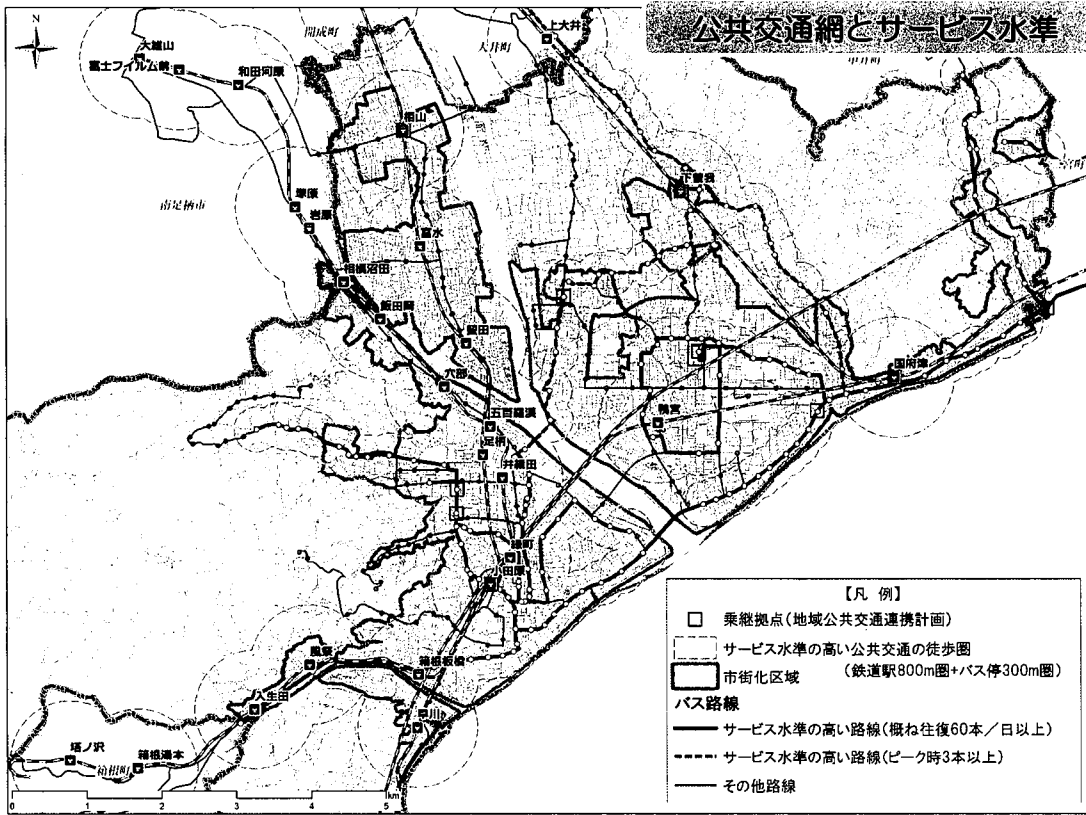 公共交通網とサービス水準
N
上大井
開成町
大井町
中井町
大雄山
富士フイルム前
和田河原
栢山
下曽我
塚原
岩原
南足柄市
富水
相模沼田
飯田岡
蛍田
国府津
穴部
鴨宮
五百羅漢
足柄
井細田
緑町
小田原
風祭
箱根板橋
入生田
早川
塔ノ沢
箱根湯本
箱根町
0 1 2 3 4 5 km
【凡 例】
乗継拠点(地域公共交通連携計画)
サービス水準の高い公共交通の徒歩圏
(鉄道駅800m圏+バス停300m圏)
市街化区域
バス路線
サービス水準の高い路線(概ね往復60本/日以上)
サービス水準の高い路線(ピーク時3本以上)
その他路線